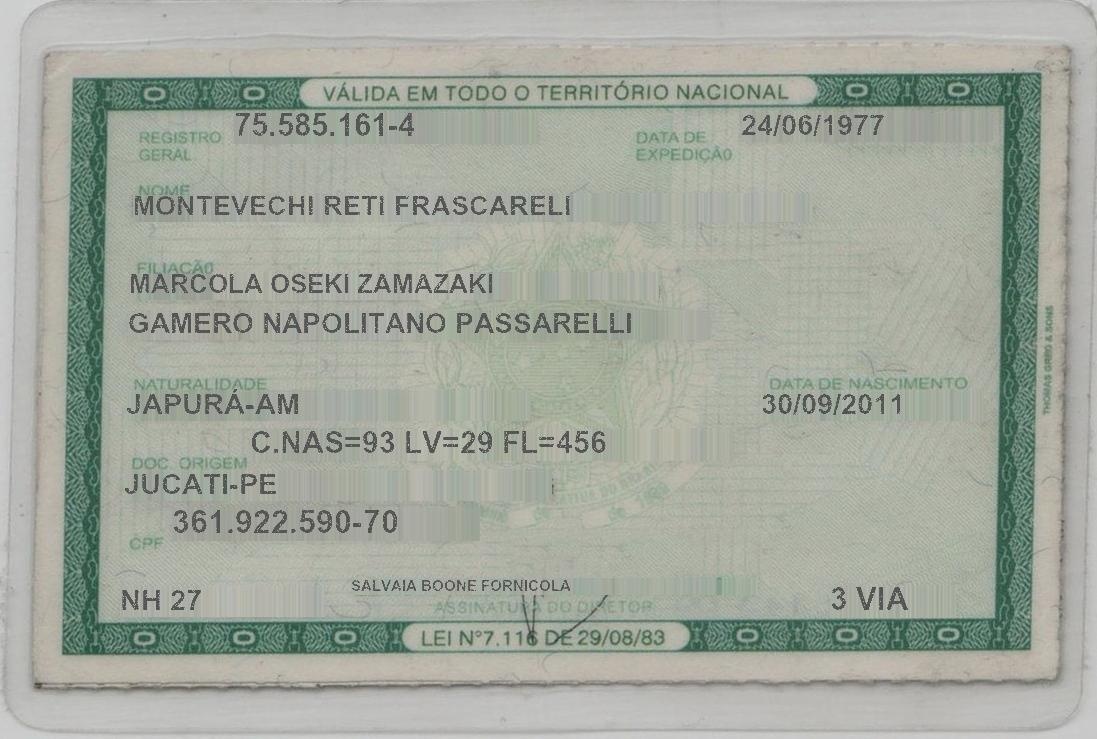 VÁLIDA EM TODO O TERRITÓRIO NACIONAL
REGISTRO GERAL 75.585.161-4 DATA DE EXPEDIÇÃO 24/06/1977
NOME
MONTEVECHI RETI FRASCARELI
FILIAÇÃO
MARCOLA OSEKI ZAMAZAKI
GAMERO NAPOLITANO PASSARELLI
NATURALIDADE DATA DE NASCIMENTO
JAPURÁ-AM 30/09/2011
C.NAS=93 LV=29 FL=456
DOC. ORIGEM
JUCATI-PE
361.922.590-70
CPF
SALVAIA BOONE FORNICOLA
NH 27 3 VIA
ASSINATURA DO DIRETOR
LEI N°7.116 DE 29/08/83
THOMAS GREG & SONS